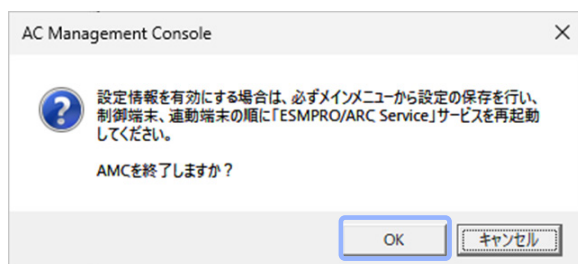 AC Management Console
設定情報を有効にする場合は、必ずメインメニューから設定の保存を行い、
制御端末、連動端末の順に「ESMPRO/ARC Service」サービスを再起動
してください。
AMCを終了しますか？
OK
キャンセル